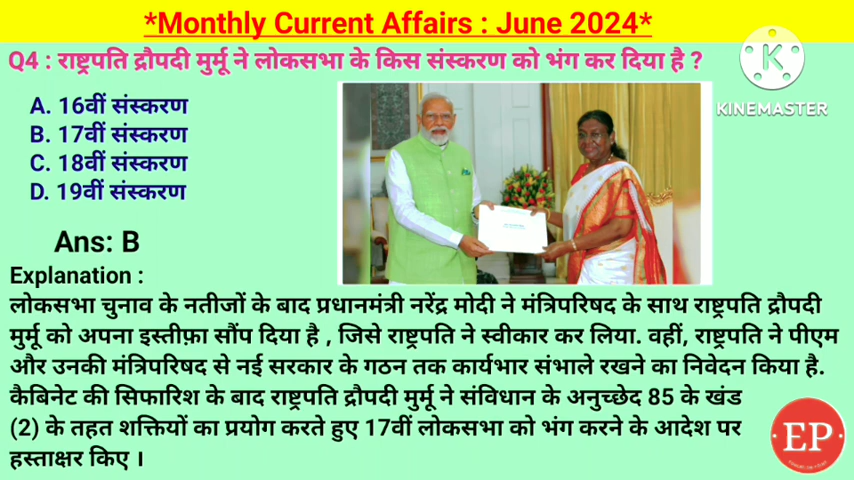 *Monthly Current Affairs : June 2024*
Q4 : राष्ट्रपति द्रौपदी मुर्मू ने लोकसभा के किस संस्करण को भंग कर दिया है ?
A. 16वीं संस्करण
B. 17वीं संस्करण
C. 18वीं संस्करण
D. 19वीं संस्करण
K
KINEMASTER
Ans: B
Explanation :
लोकसभा चुनाव के नतीजों के बाद प्रधानमंत्री नरेंद्र मोदी ने मंत्रिपरिषद के साथ राष्ट्रपति द्रौपदी
मुर्मू को अपना इस्तीफ़ा सौंप दिया है , जिसे राष्ट्रपति ने स्वीकार कर लिया. वहीं, राष्ट्रपति ने पीएम
और उनकी मंत्रिपरिषद से नई सरकार के गठन तक कार्यभार संभाले रखने का निवेदन किया है.
कैबिनेट की सिफारिश के बाद राष्ट्रपति द्रौपदी मुर्मू ने संविधान के अनुच्छेद 85 के खंड
(2) के तहत शक्तियों का प्रयोग करते हुए 17वीं लोकसभा को भंग करने के आदेश पर
हस्ताक्षर किए ।
EP